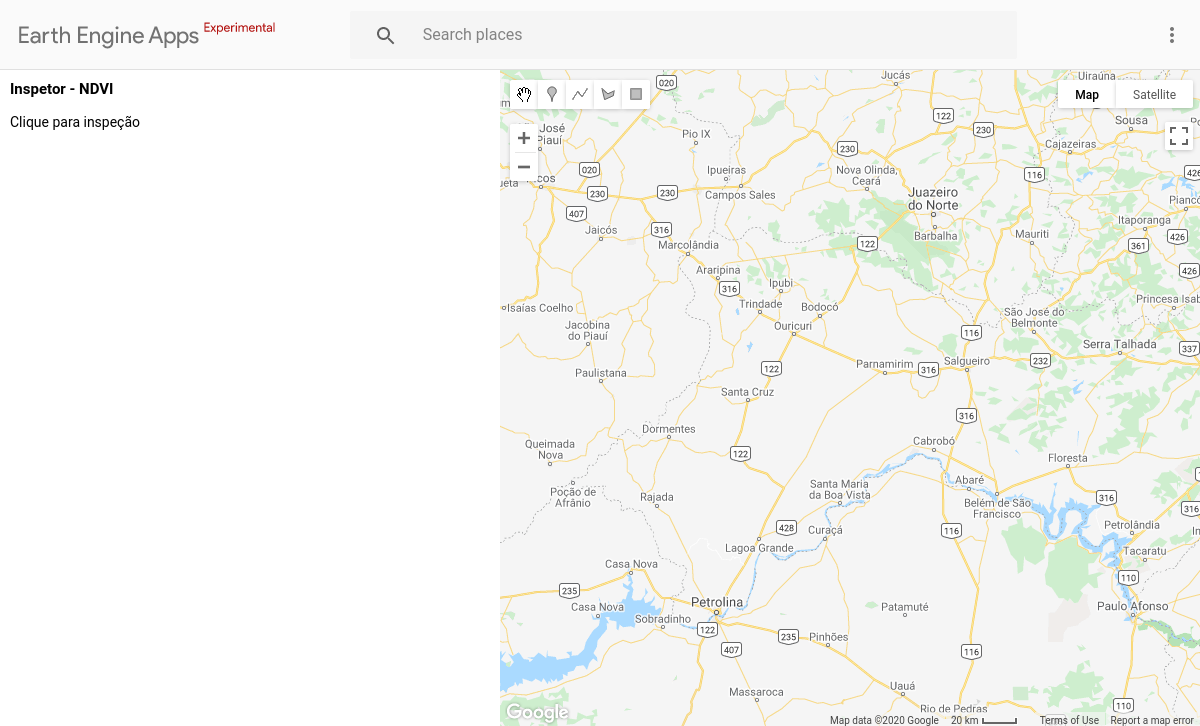 Earth Engine Apps Experimental
Search places
Inspetor - NDVI
Clique para inspeção
Map
Satellite
Jucás
Uiraúna
020
122
230
Sousa
José
Piauí
Pio IX
230
Cajazeiras
020
Ipueiras
Nova Olinda,
Ceará
116
426
cos
ueta
230
230
Campos Sales
Juazeiro
do Norte
Piancó
407
Itaporanga
Jaicós
316
Barbalha
Mauriti
426
Marcolândia
122
361
Araripina
426
Ipubi
316
Princesa Isab
Isaías Coelho
Trindade
Bodocó
São José do
Belmonte
Jacobina
do Piauí
Ouricuri
116
Serra Talhada
337
Parnamirim
Salgueiro
232
Paulistana
122
316
Santa Cruz
316
Dormentes
Queimada
Nova
Cabrobó
122
Floresta
Abaré
Poção de
Afrânio
Rajada
Santa Maria
da Boa Vista
Belém de São
Francisco
316
316
428
Curaçá
116
Petrolândia
Lagoa Grande
Tacaratu
Casa Nova
110
235
Casa Nova
Petrolina
Patamuté
Paulo Afonso
Sobradinho
122
235
Pinhões
407
116
Massaroca
Uauá
Rio de Pedras
110
Google
Map data ©2020 Google
20 km
Terms of Use
Report a map error